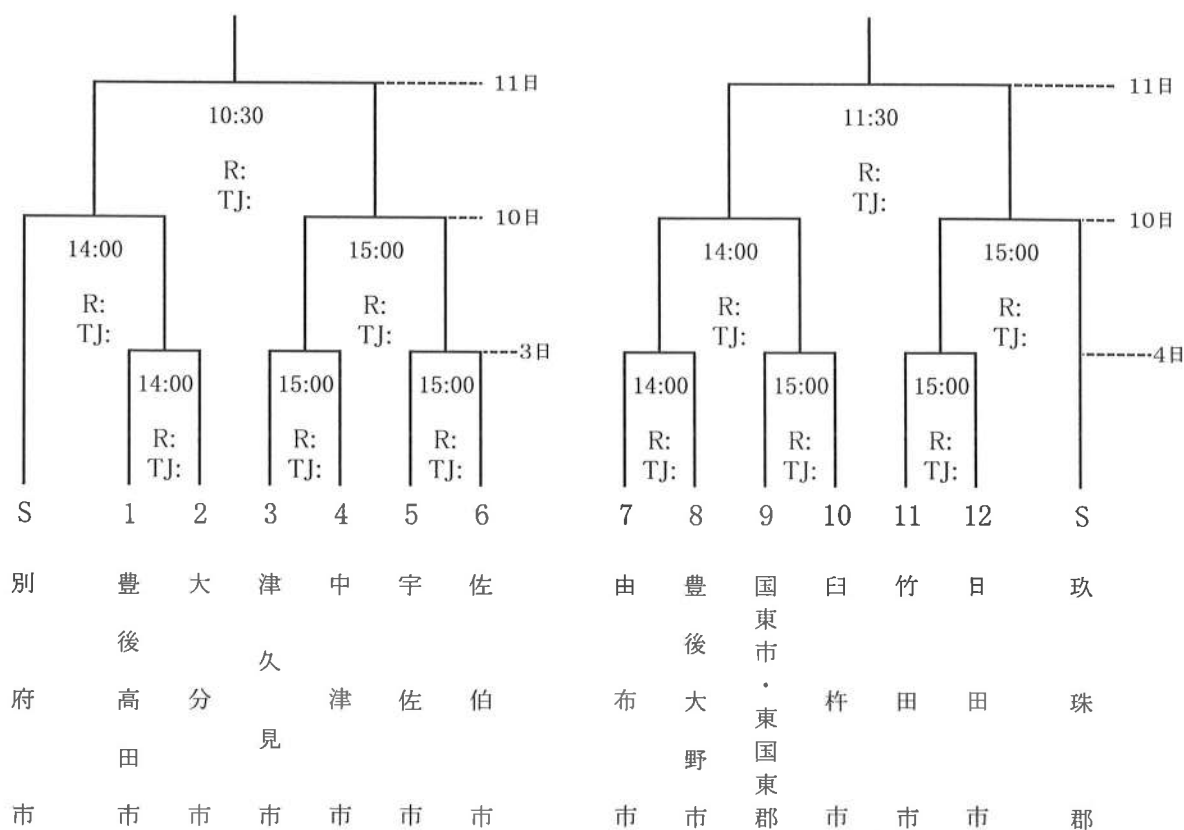 11日
11日
10:30
11:30
R:
TJ:
R:
TJ:
10日
10日
14:00
15:00
14:00
15:00
R:
TJ:
R:
TJ:
R:
TJ:
R:
TJ:
3日
4日
14:00
15:00
15:00
14:00
15:00
15:00
R:
TJ:
R:
TJ:
R:
TJ:
R:
TJ:
R:
TJ:
R:
TJ:
S
1
2
3
4
5
6
7
8
9
10
11
12
S
別府市
豊後高田市
大分市
津久見市
中津市
宇佐市
佐伯市
由布市
豊後大野市
国東市・東国東郡
臼杵市
竹田市
日田市
玖珠郡